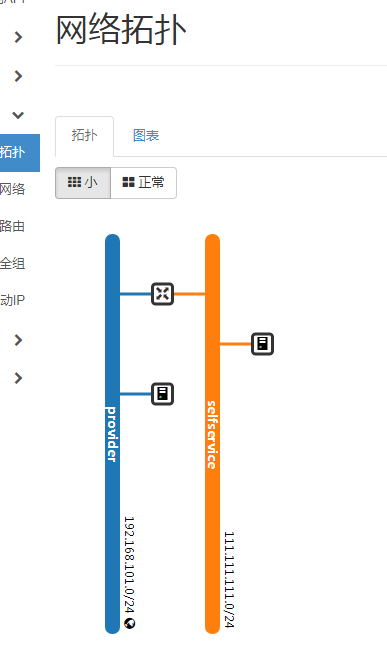 网络拓扑
拓扑
图表
小
正常
拓扑
网络
路由
全组
动IP
provider
192.168.101.0/24
selfservice
111.111.111.0/24